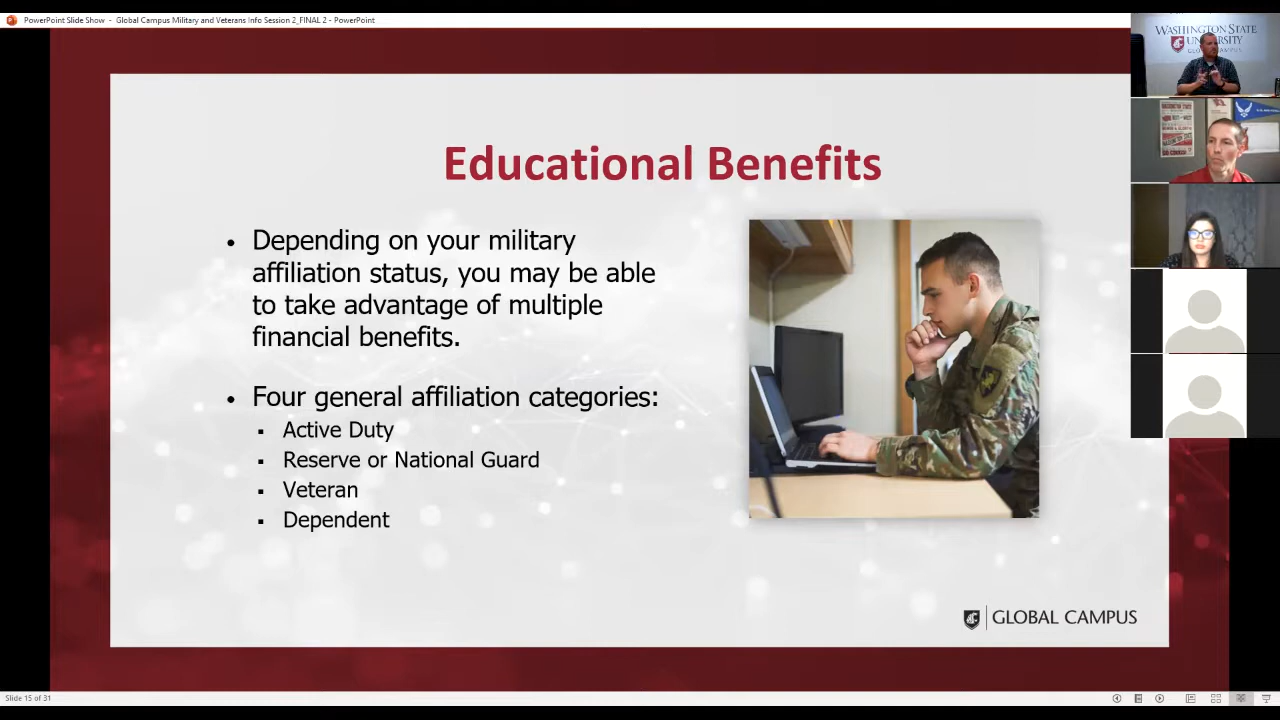 PowerPoint Slide Show - Global Campus Military and Veterans Info Session 2_FINAL 2 - PowerPoint
WASHINGTON STATE
UNIVERSITY
GLOBAL CAMPUS
Educational Benefits
• Depending on your military
affiliation status, you may be able
to take advantage of multiple
financial benefits.
• Four general affiliation categories:
▪ Active Duty
▪ Reserve or National Guard
▪ Veteran
▪ Dependent
GLOBAL CAMPUS
Slide 15 of 31